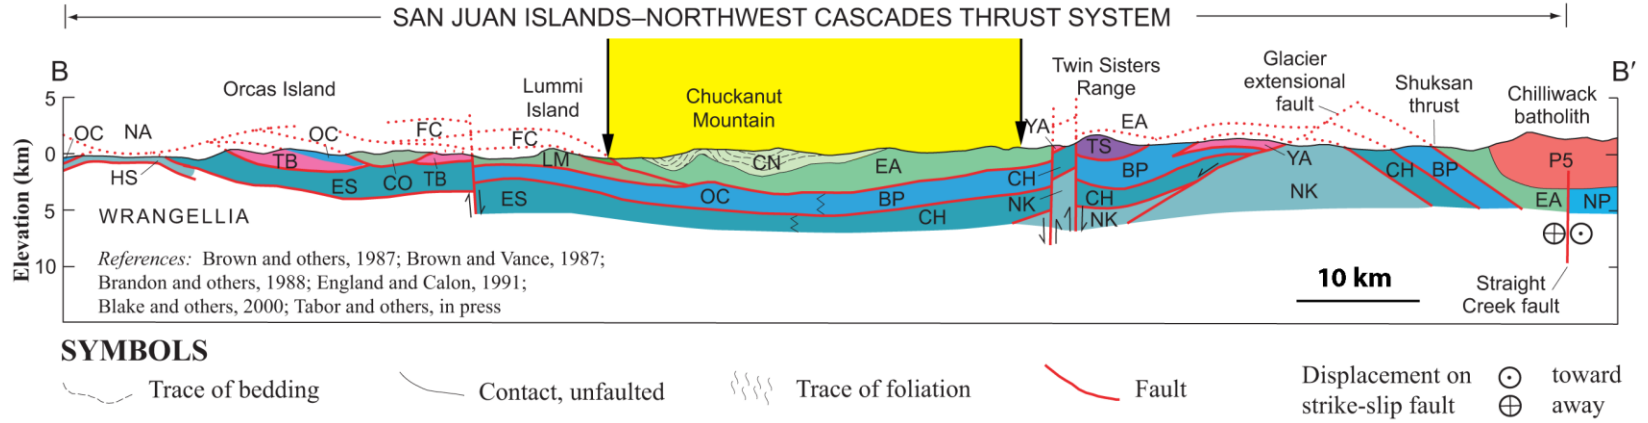 SAN JUAN ISLANDS–NORTHWEST CASCADES THRUST SYSTEM
B
B′
Orcas Island
Lummi
Island
Chuckanut
Mountain
Twin Sisters
Range
Glacier
extensional
fault
Shuksan
thrust
Chilliwack
batholith
Elevation (km)
5
0
5
10
OC
NA
HS
OC
TB
ES
CO
FC
TB
FC
LM
ES
OC
CN
EA
BP
CH
YA
CH
NK
TS
EA
BP
CH
NK
YA
NK
CH
BP
P5
EA
NP
WRANGELLIA
References: Brown and others, 1987; Brown and Vance, 1987;
Brandon and others, 1988; England and Calon, 1991;
Blake and others, 2000; Tabor and others, in press
10 km
Straight
Creek fault
SYMBOLS
Trace of bedding
Contact, unfaulted
Trace of foliation
Fault
Displacement on
strike-slip fault
toward
away